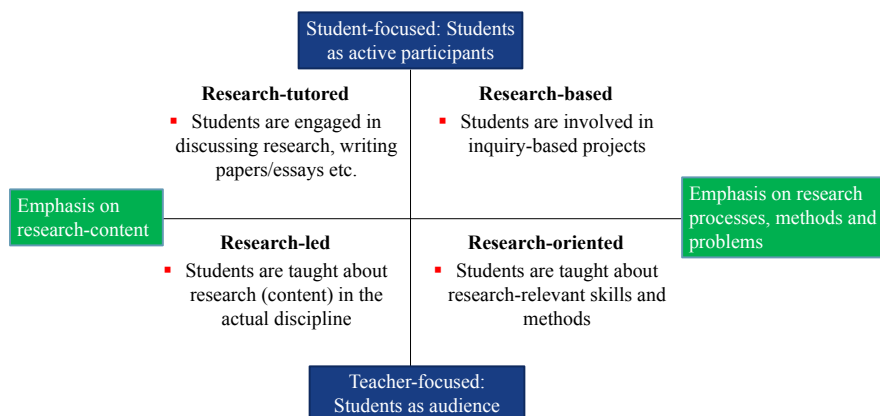 Student-focused: Students
as active participants
Research-tutored
▪ Students are engaged in
discussing research, writing
papers/essays etc.
Research-based
▪ Students are involved in
inquiry-based projects
Emphasis on
research-content
Emphasis on research
processes, methods and
problems
Research-led
▪ Students are taught about
research (content) in the
actual discipline
Research-oriented
▪ Students are taught about
research-relevant skills and
methods
Teacher-focused:
Students as audience